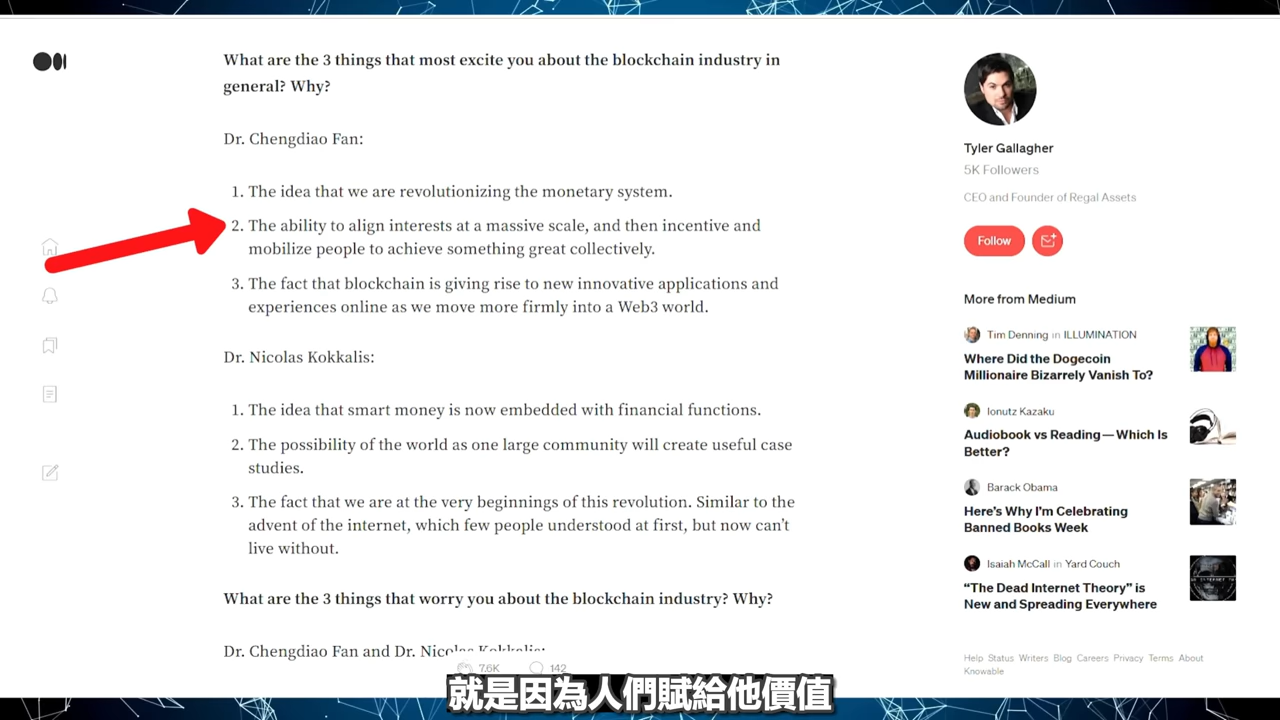 What are the 3 things that most excite you about the blockchain industry in
general? Why?
Dr. Chengdiao Fan:
1. The idea that we are revolutionizing the monetary system.
2. The ability to align interests at a massive scale, and then incentive and
mobilize people to achieve something great collectively.
3. The fact that blockchain is giving rise to new innovative applications and
experiences online as we move more firmly into a Web3 world.
Dr. Nicolas Kokkalis:
1. The idea that smart money is now embedded with financial functions.
2. The possibility of the world as one large community will create useful case
studies.
3. The fact that we are at the very beginnings of this revolution. Similar to the
advent of the internet, which few people understood at first, but now can't
live without.
What are the 3 things that worry you about the blockchain industry? Why?
Dr. Chengdiao Fan and Dr. Nicolas Kokkalis:
7.6K
142
Tyler Gallagher
5K Followers
CEO and Founder of Regal Assets
Follow
More from Medium
Tim Denning in ILLUMINATION
Where Did the Dogecoin
Millionaire Bizarrely Vanish To?
Ionutz Kazaku
Audiobook vs Reading — Which Is
Better?
Barack Obama
Here's Why I'm Celebrating
Banned Books Week
Isaiah McCall in Yard Couch
“The Dead Internet Theory” is
New and Spreading Everywhere
Help Status Writers Blog Careers Privacy Terms About
Knowable
就是因為人們賦給他價值